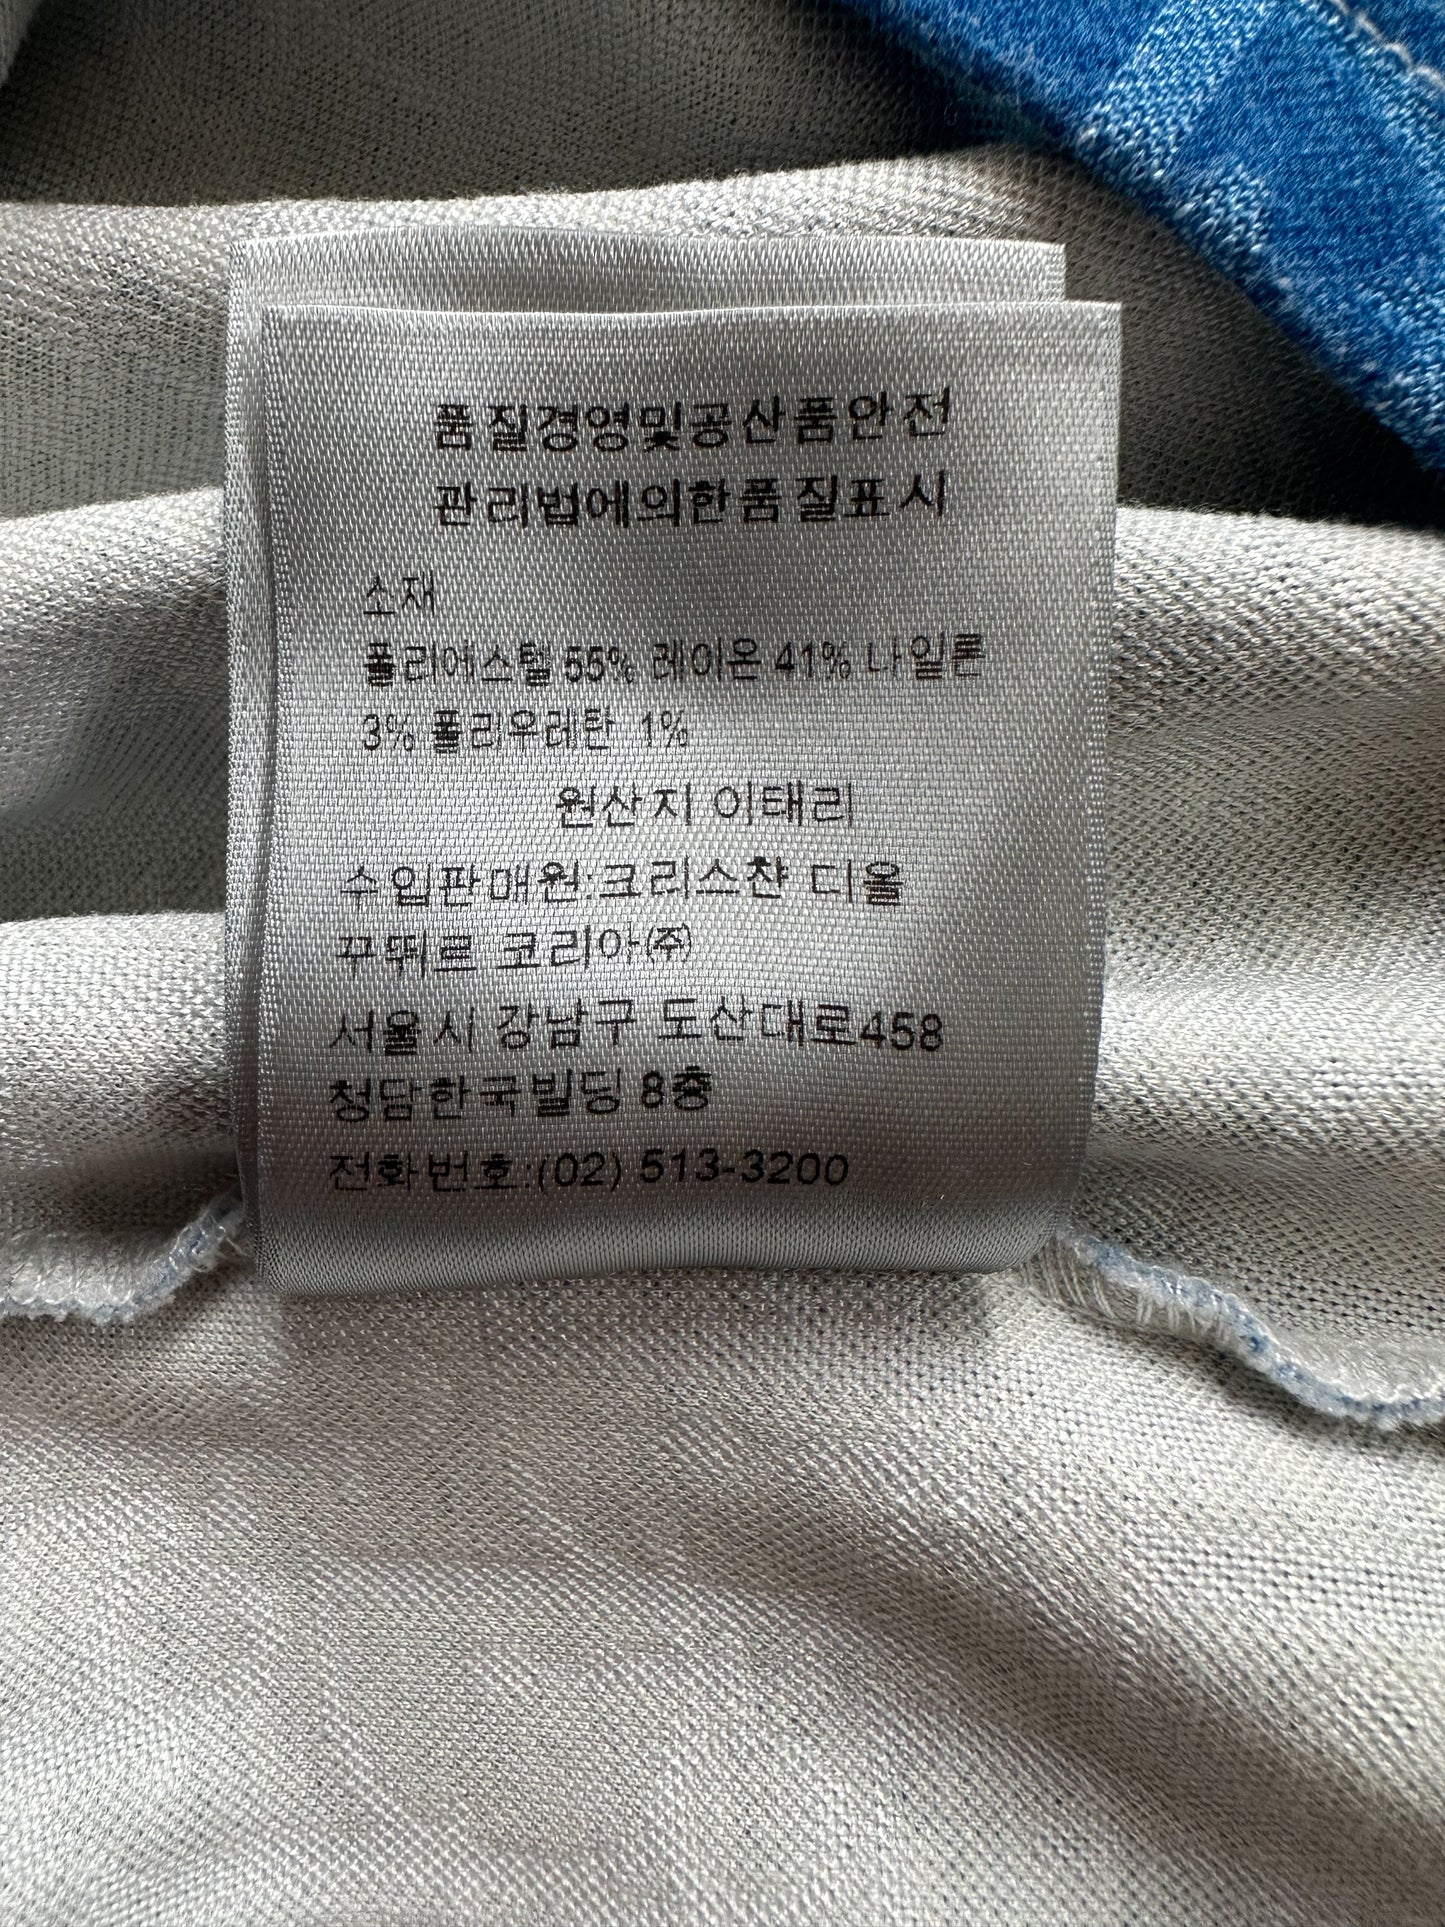 품질경영및공산품안전
관리법에의한품질표시
소재
폴리에스텔 55% 레이온 41% 나일론
3% 폴리우레탄 1%
원산지 이태리
수입판매원:크리스챤 디올
꾸뛰르 코리아(주)
서울시 강남구 도산대로458
청담한국빌딩 8층
전화번호:(02) 513-3200